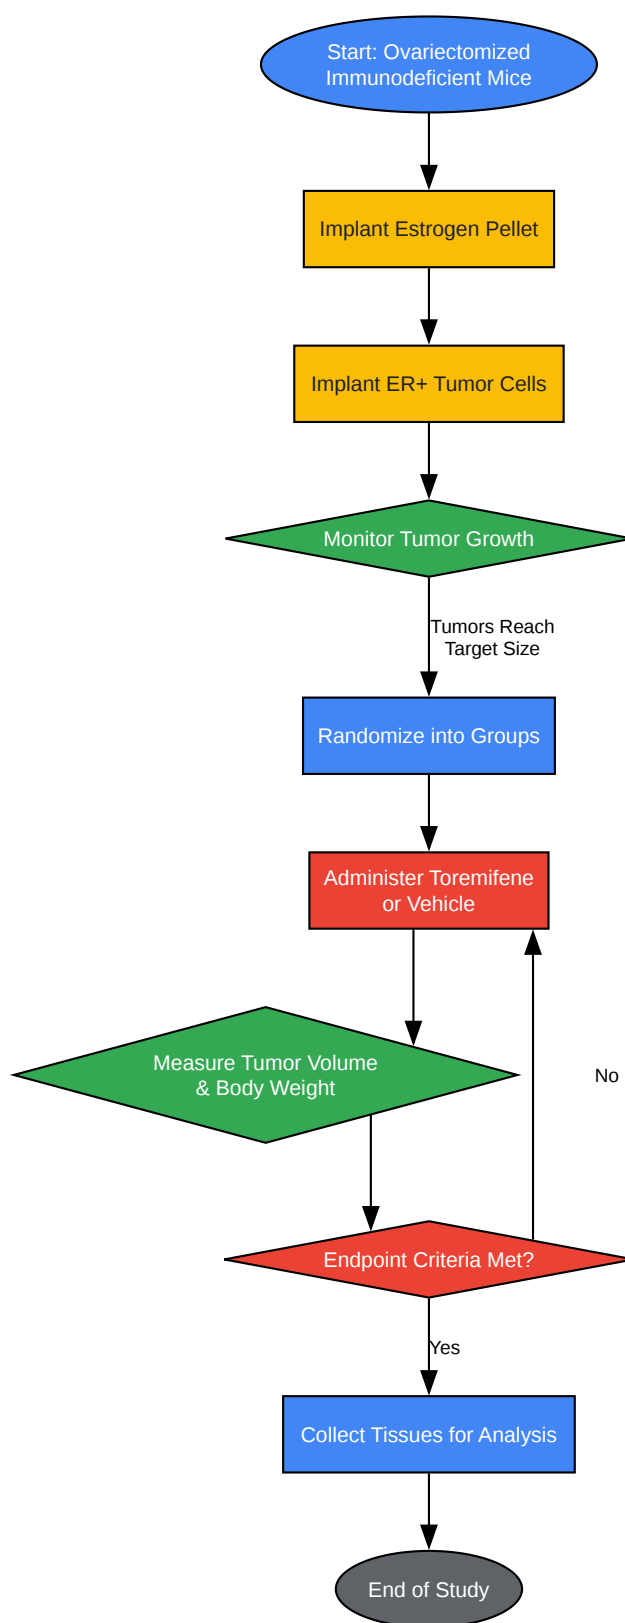 Start: Ovariectomized
Immunodeficient Mice
Implant Estrogen Pellet
Implant ER+ Tumor Cells
Monitor Tumor Growth
Tumors Reach
Target Size
Randomize into Groups
Administer Toremifene
or Vehicle
Measure Tumor Volume
& Body Weight
No
Endpoint Criteria Met?
Yes
Collect Tissues for Analysis
End of Study